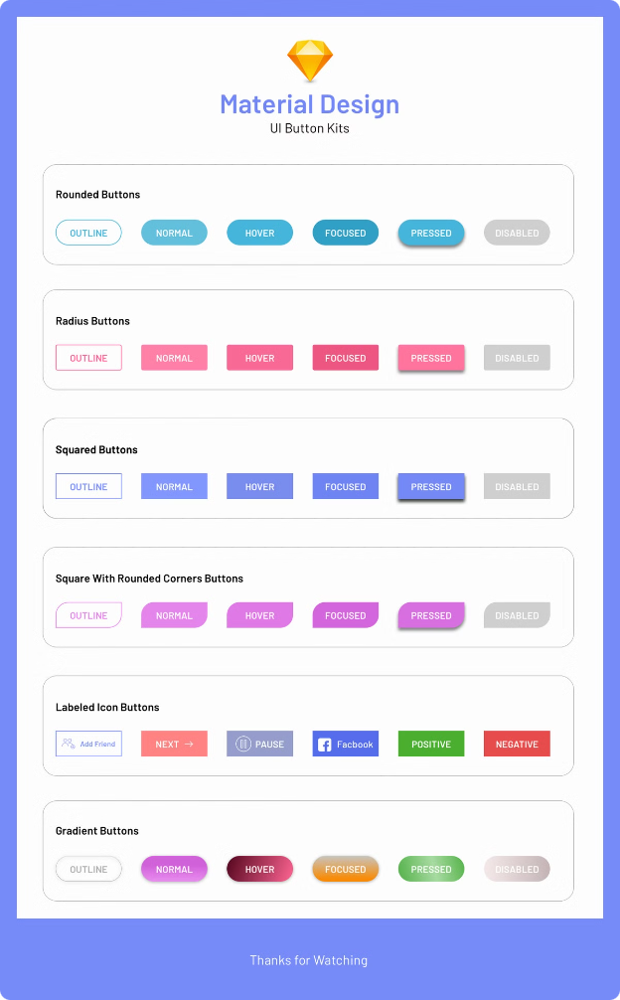 Material Design
UI Button Kits
Rounded Buttons
OUTLINE NORMAL HOVER FOCUSED PRESSED DISABLED
Radius Buttons
OUTLINE NORMAL HOVER FOCUSED PRESSED DISABLED
Squared Buttons
OUTLINE NORMAL HOVER FOCUSED PRESSED DISABLED
Square With Rounded Corners Buttons
OUTLINE NORMAL HOVER FOCUSED PRESSED DISABLED
Labeled Icon Buttons
Add Friend NEXT → PAUSE Facbook POSITIVE NEGATIVE
Gradient Buttons
OUTLINE NORMAL HOVER FOCUSED PRESSED DISABLED
Thanks for Watching